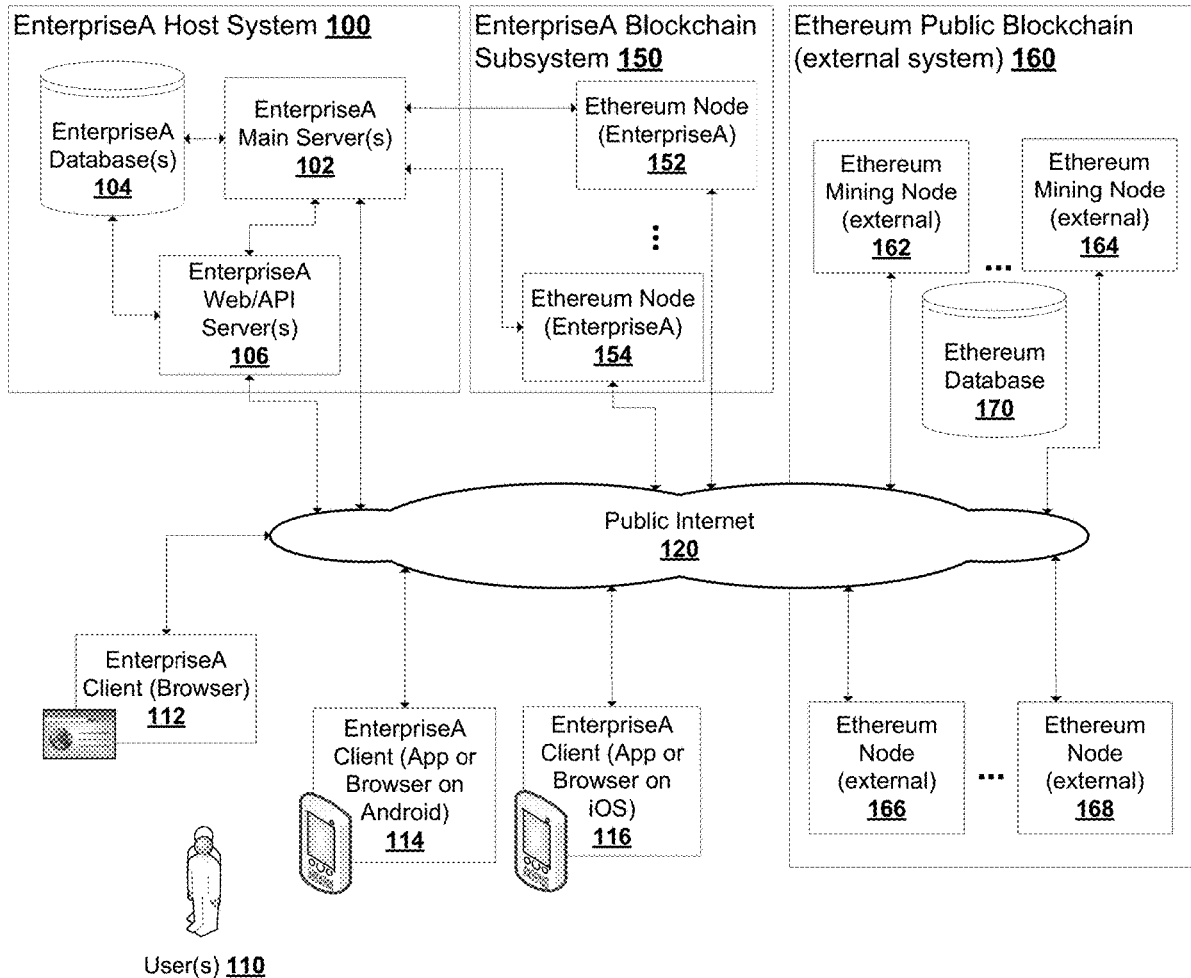 EnterpriseA Host System 100
EnterpriseA
Database(s)
104
EnterpriseA
Main Server(s)
102
EnterpriseA
Web/API
Server(s)
106
EnterpriseA Blockchain
Subsystem 150
Ethereum Node
(EnterpriseA)
152
...
Ethereum Node
(EnterpriseA)
154
Ethereum Public Blockchain
(external system) 160
Ethereum
Mining Node
(external)
162
...
Ethereum
Mining Node
(external)
164
Ethereum
Database
170
Public Internet
120
EnterpriseA
Client (Browser)
112
EnterpriseA
Client (App or
Browser on
Android)
114
EnterpriseA
Client (App or
Browser on
iOS)
116
Ethereum
Node
(external)
166
...
Ethereum
Node
(external)
168
User(s) 110